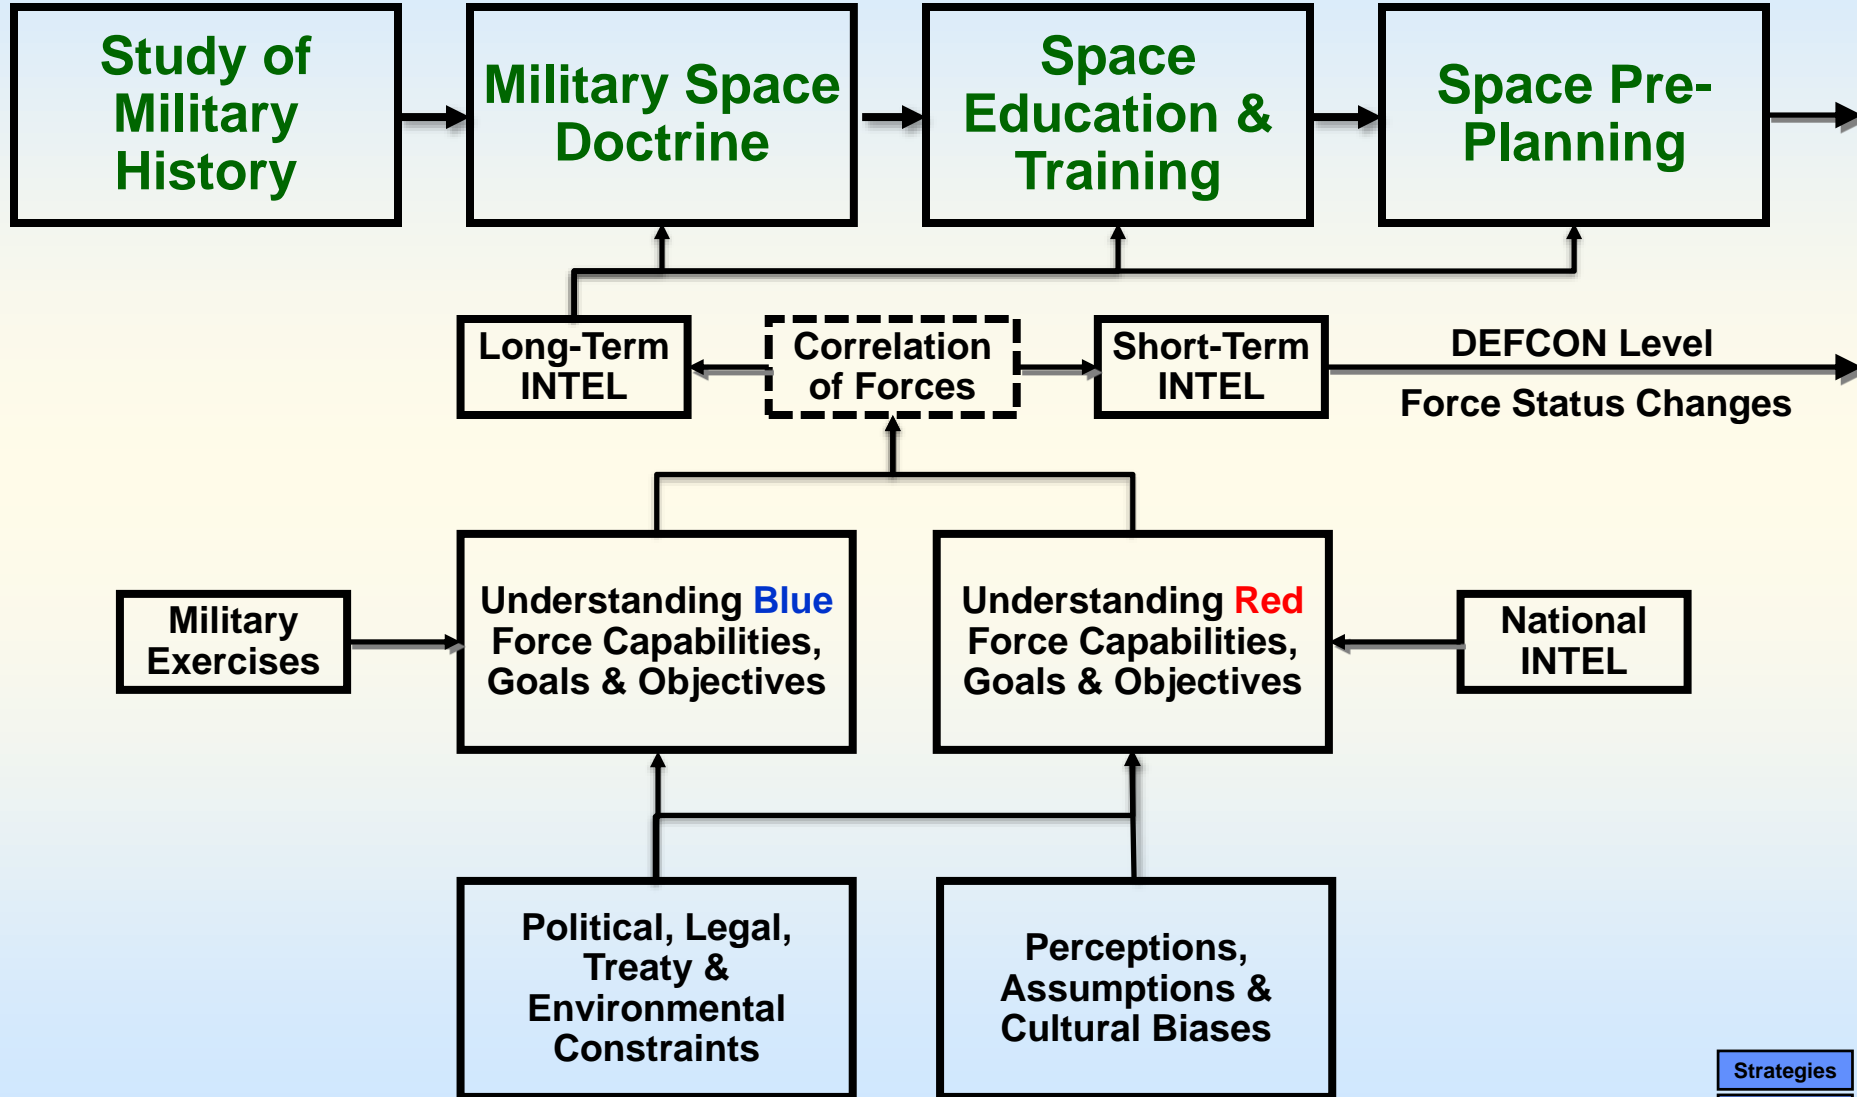 Study of
Military
History
Military Space
Doctrine
Space
Education &
Training
Space Pre-
Planning
Long-Term
INTEL
Correlation
of Forces
Short-Term
INTEL
DEFCON Level
Force Status Changes
Military
Exercises
Understanding Blue
Force Capabilities,
Goals & Objectives
Understanding Red
Force Capabilities,
Goals & Objectives
National
INTEL
Political, Legal,
Treaty &
Environmental
Constraints
Perceptions,
Assumptions &
Cultural Biases
Strategies